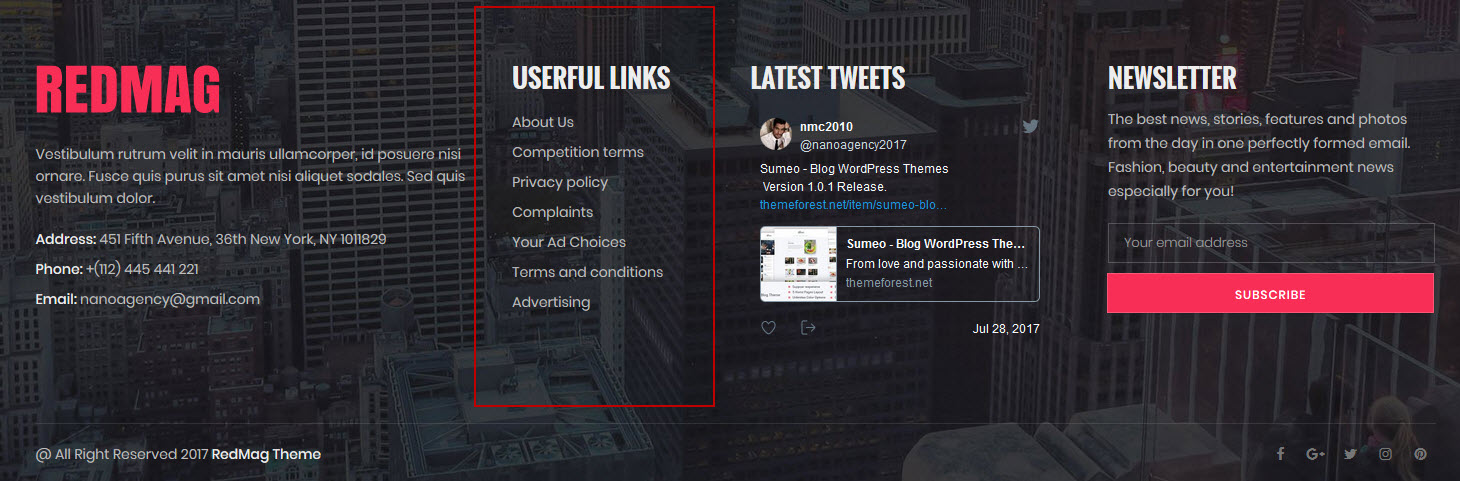 REDMAG
Vestibulum rutrum velit in mauris ullamcorper, id posuere nisi
ornare. Fusce quis purus sit amet nisi aliquet sodales. Sed quis
vestibulum dolor.
Address: 451 Fifth Avenue, 36th New York, NY 1011829
Phone: +(112) 445 441 221
Email: nanoagency@gmail.com
USERFUL LINKS
About Us
Competition terms
Privacy policy
Complaints
Your Ad Choices
Terms and conditions
Advertising
LATEST TWEETS
nmc2010
@nanoagency2017
Sumeo - Blog WordPress Themes
Version 1.0.1 Release.
themeforest.net/item/sumeo-blo…
Sumeo - Blog WordPress The…
From love and passionate with …
themeforest.net
Jul 28, 2017
NEWSLETTER
The best news, stories, features and photos
from the day in one perfectly formed email.
Fashion, beauty and entertainment news
especially for you!
Your email address
SUBSCRIBE
@ All Right Reserved 2017 RedMag Theme